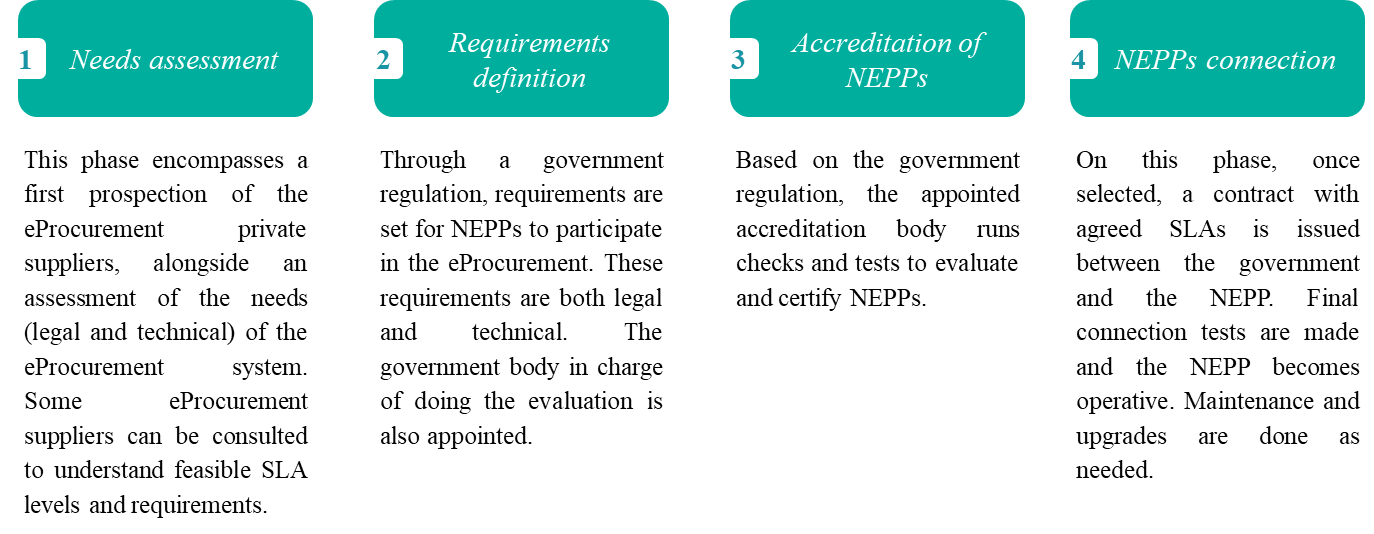 1
Needs assessment
This phase encompasses a
first prospection of the
eProcurement private
suppliers, alongside an
assessment of the needs
(legal and technical) of the
eProcurement system.
Some eProcurement
suppliers can be consulted
to understand feasible SLA
levels and requirements.
2
Requirements
definition
Through a government
regulation, requirements are
set for NEPPs to participate
in the eProcurement. These
requirements are both legal
and technical. The
government body in charge
of doing the evaluation is
also appointed.
3
Accreditation of
NEPPs
Based on the government
regulation, the appointed
accreditation body runs
checks and tests to evaluate
and certify NEPPs.
4
NEPPs connection
On this phase, once
selected, a contract with
agreed SLAs is issued
between the government
and the NEPP. Final
connection tests are made
and the NEPP becomes
operative. Maintenance and
upgrades are done as
needed.